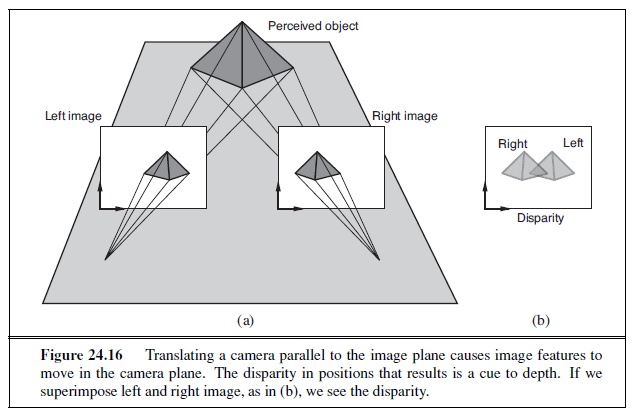 Perceived object
Left image
Right image
Right Left
Disparity
(a)
(b)
Figure 24.16 Translating a camera parallel to the image plane causes image features to
move in the camera plane. The disparity in positions that results is a cue to depth. If we
superimpose left and right image, as in (b), we see the disparity.